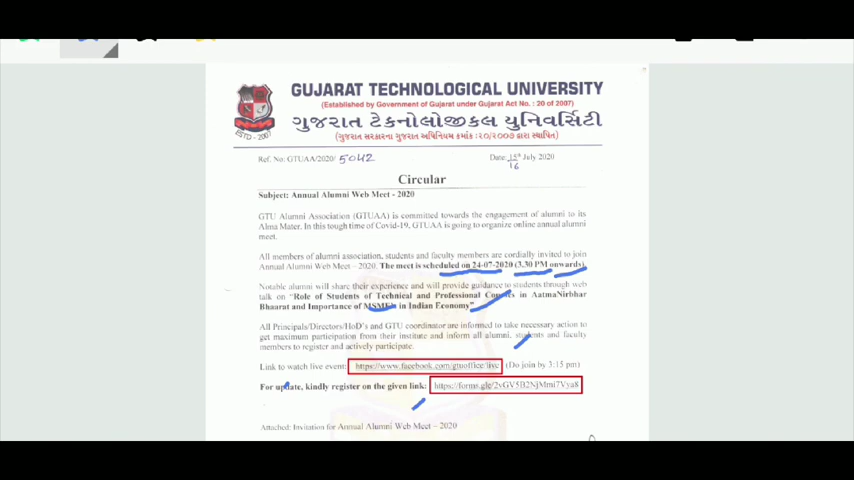 GUJARAT TECHNOLOGICAL UNIVERSITY
(Established by Government of Gujarat under Gujarat Act No. : 20 of 2007)
ગુજરાત ટેકનોલોજીકલ યુનિવર્સિટી
(ગુજરાત સરકારના ગુજરાત અધિનિયમ ક્રમાંક : ૨૦/૨૦૦૭ દ્વારા સ્થાપિત)
ESTD - 2007
Ref. No: GTUAA/2020/ 5042 Date: 15th July 2020
16
Circular
Subject: Annual Alumni Web Meet - 2020
GTU Alumni Association (GTUAA) is committed towards the engagement of alumni to its
Alma Mater. In this tough time of Covid-19, GTUAA is going to organize online annual alumni
meet.
All members of alumni association, students and faculty members are cordially invited to join
Annual Alumni Web Meet – 2020. The meet is scheduled on 24-07-2020 (3.30 PM onwards).
Notable alumni will share their experience and will provide guidance to students through web
talk on "Role of Students of Technical and Professional Courses in AatmaNirbhar
Bhaarat and Importance of MSMEs in Indian Economy"
All Principals/Directors/HoD's and GTU coordinator are informed to take necessary action to
get maximum participation from their institute and inform all alumni, students and faculty
members to register and actively participate.
Link to watch live event: https://www.facebook.com/gtuoffice/live (Do join by 3:15 pm)
For update, kindly register on the given link: https://forms.gle/2vGV5B2NjMmi7Vya8
Attached: Invitation for Annual Alumni Web Meet – 2020